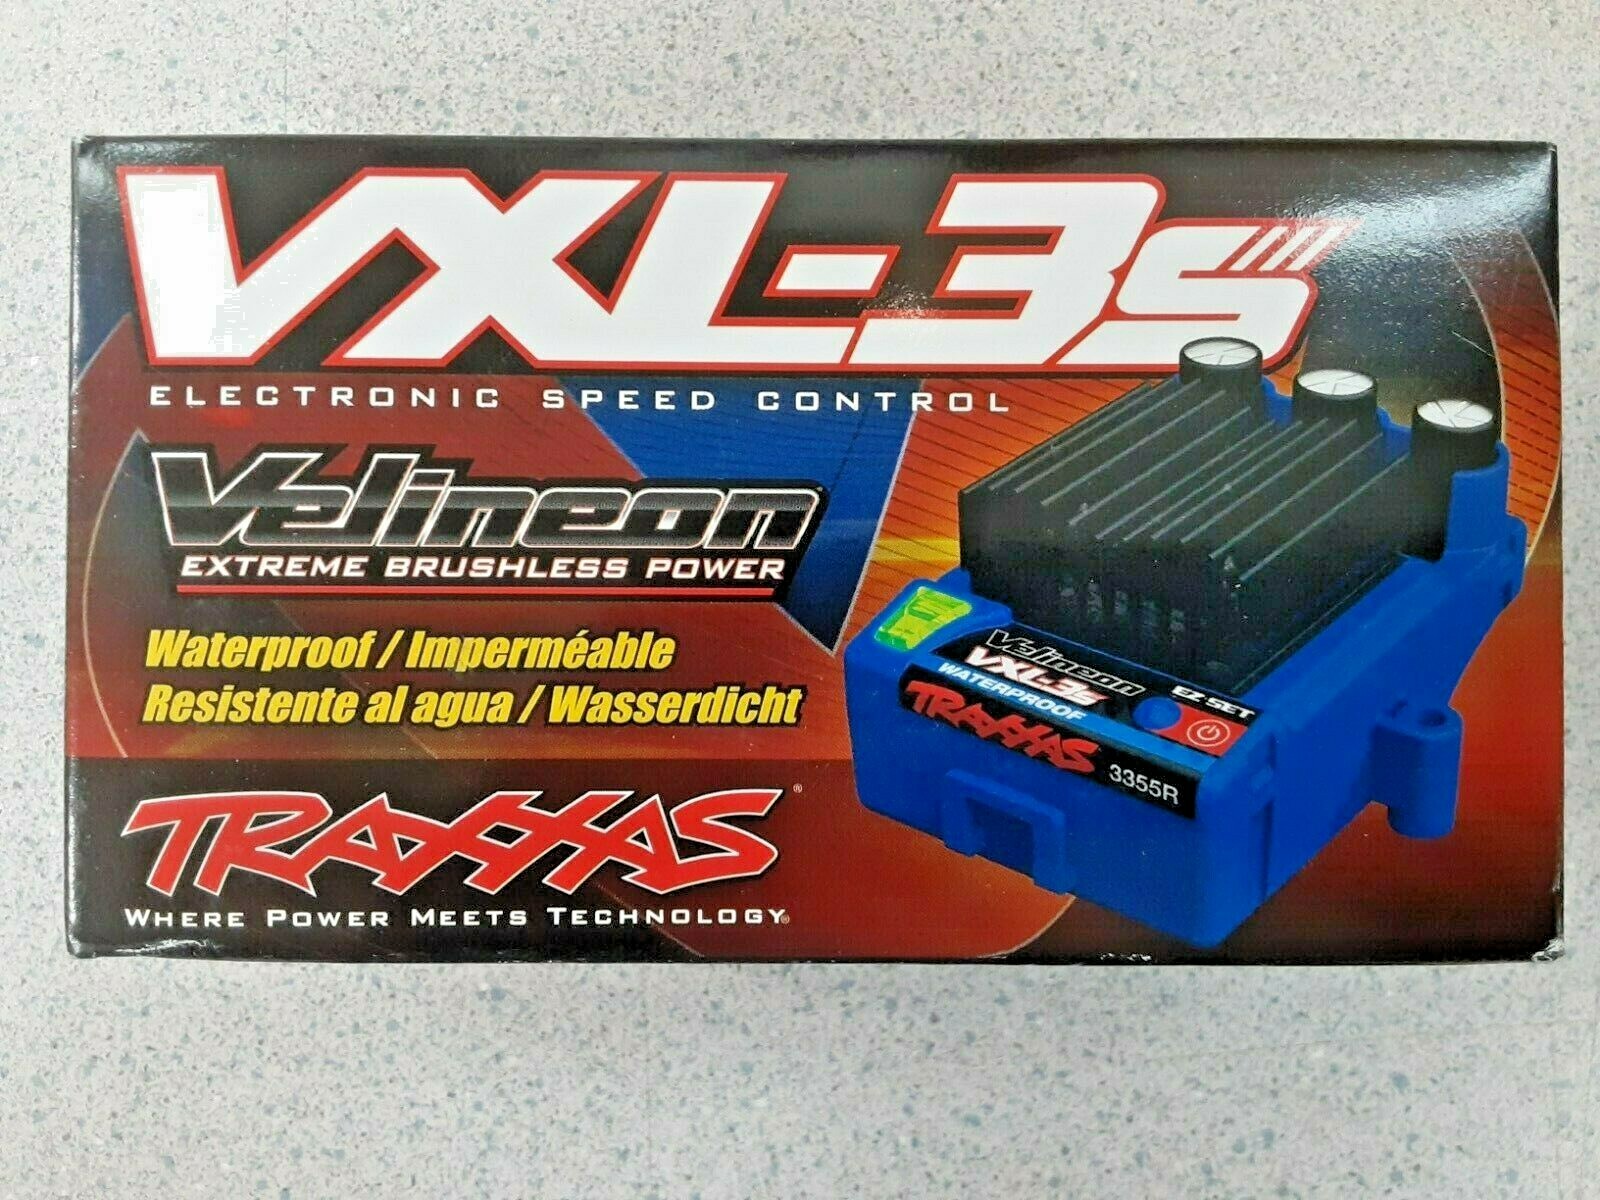 VXL-3s
ELECTRONIC SPEED CONTROL
Velineon
EXTREME BRUSHLESS POWER
Waterproof / Imperméable
Resistente al agua / Wasserdicht
TRAXXAS®
WHERE POWER MEETS TECHNOLOGY®
Velineon
VXL-3s
WATERPROOF
EZ-SET
TRAXXAS 3355R